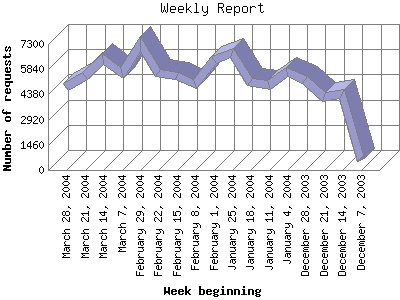 Weekly Report
Number of requests
7300
5840
4380
2920
1460
0
March 28, 2004
March 21, 2004
March 14, 2004
March 7, 2004
February 29, 2004
February 22, 2004
February 15, 2004
February 8, 2004
February 1, 2004
January 25, 2004
January 18, 2004
January 11, 2004
January 4, 2004
December 28, 2003
December 21, 2003
December 14, 2003
December 7, 2003
Week beginning